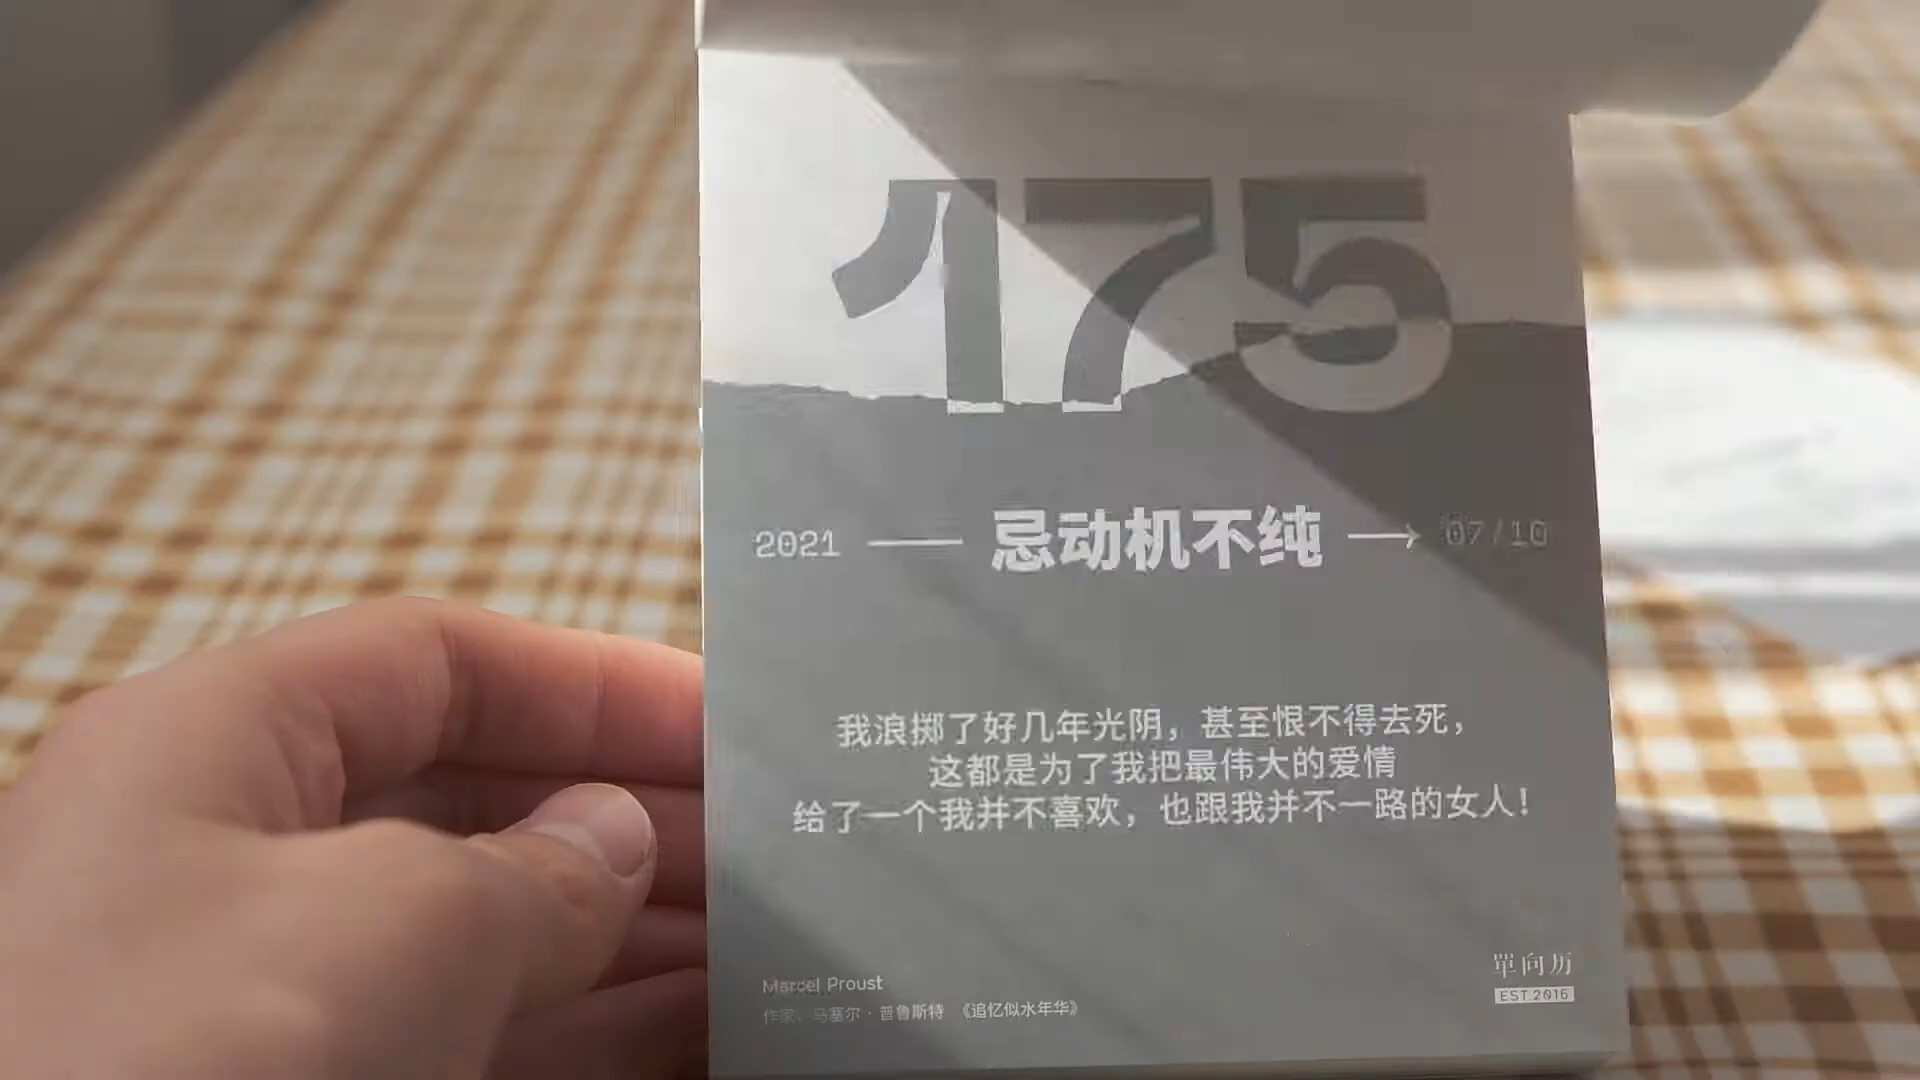 175
2021 —— 忌动机不纯 —→ 07/10
我浪掷了好几年光阴，甚至恨不得去死，
这都是为了我把最伟大的爱情
给了一个我并不喜欢，也跟我并不一路的女人！
Marcel Proust
作家，马塞尔·普鲁斯特 《追忆似水年华》
單向历
EST.2016